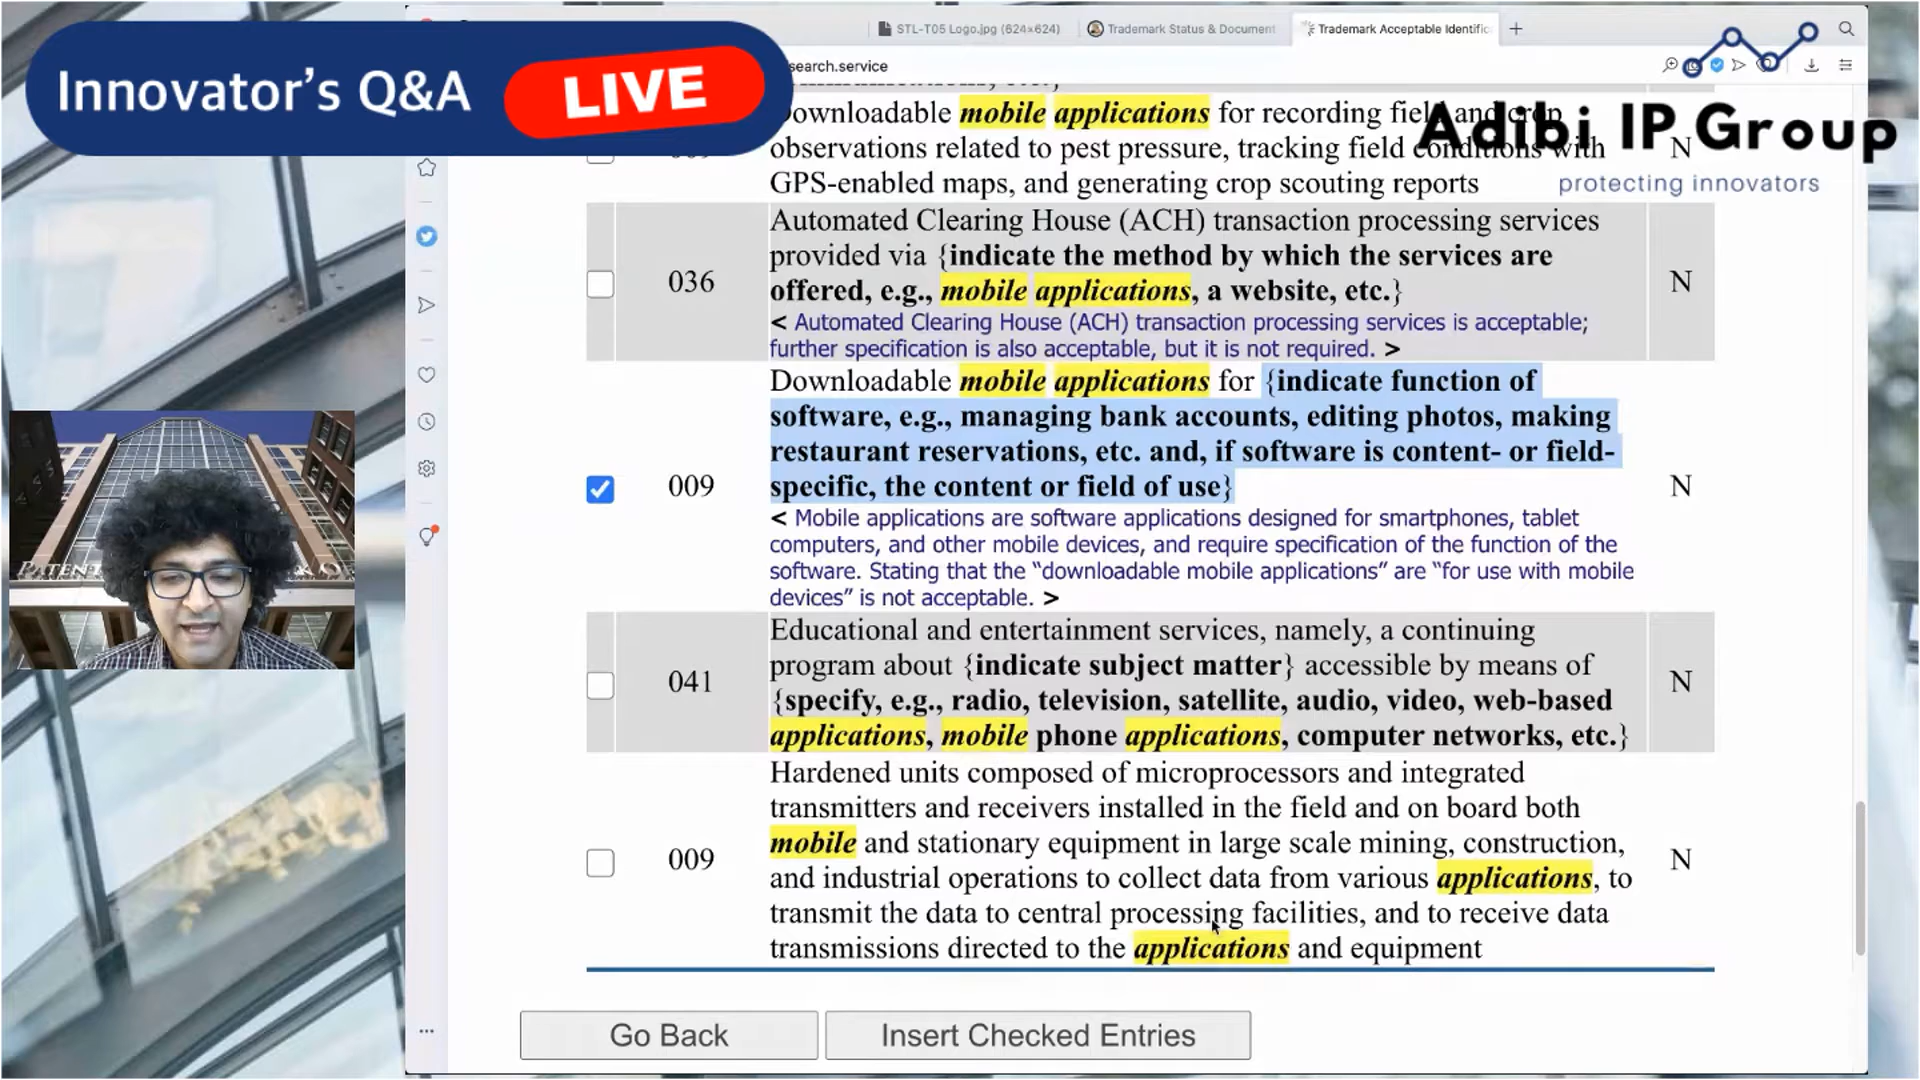 Innovator's Q&A LIVE
STL-T05 Logo.jpg (624×624)
Trademark Status & Document
Trademark Acceptable Identific
search.service
Adibi IP Group
protecting innovators
Downloadable mobile applications for recording field and crop
observations related to pest pressure, tracking field conditions with
GPS-enabled maps, and generating crop scouting reports
N
Automated Clearing House (ACH) transaction processing services
provided via {indicate the method by which the services are
offered, e.g., mobile applications, a website, etc.}
< Automated Clearing House (ACH) transaction processing services is acceptable;
further specification is also acceptable, but it is not required. >
036
N
Downloadable mobile applications for {indicate function of
software, e.g., managing bank accounts, editing photos, making
restaurant reservations, etc. and, if software is content- or field-
specific, the content or field of use}
< Mobile applications are software applications designed for smartphones, tablet
computers, and other mobile devices, and require specification of the function of the
software. Stating that the “downloadable mobile applications” are “for use with mobile
devices” is not acceptable. >
009
N
Educational and entertainment services, namely, a continuing
program about {indicate subject matter} accessible by means of
{specify, e.g., radio, television, satellite, audio, video, web-based
applications, mobile phone applications, computer networks, etc.}
041
N
Hardened units composed of microprocessors and integrated
transmitters and receivers installed in the field and on board both
mobile and stationary equipment in large scale mining, construction,
and industrial operations to collect data from various applications, to
transmit the data to central processing facilities, and to receive data
transmissions directed to the applications and equipment
009
N
Go Back
Insert Checked Entries